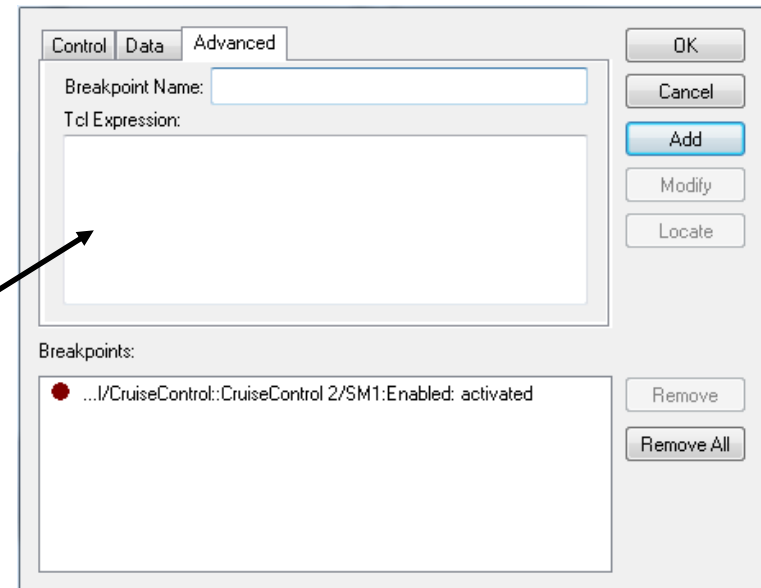 Control Data Advanced
OK
Breakpoint Name:
Cancel
Tcl Expression:
Add
Modify
Locate
Breakpoints:
...l/CruiseControl::CruiseControl 2/SM1:Enabled: activated
Remove
Remove All